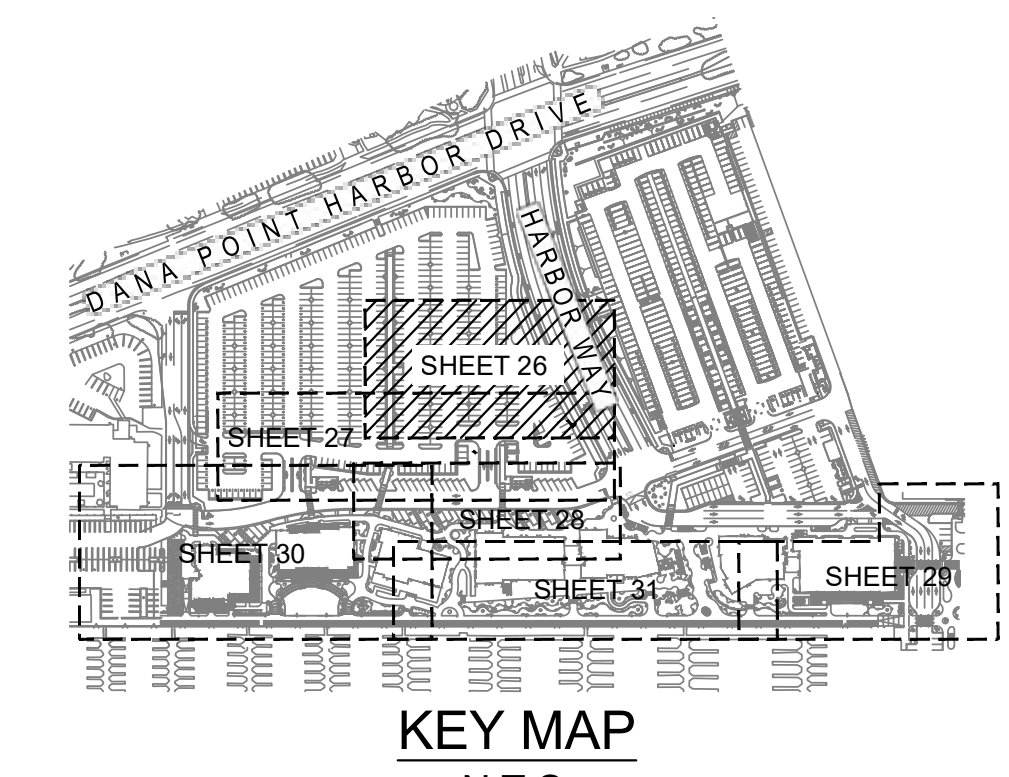 DANA POINT HARBOR DRIVE
HARBOR WAY
SHEET 26
SHEET 27
SHEET 28
SHEET 30
SHEET 29
SHEET 31
KEY MAP